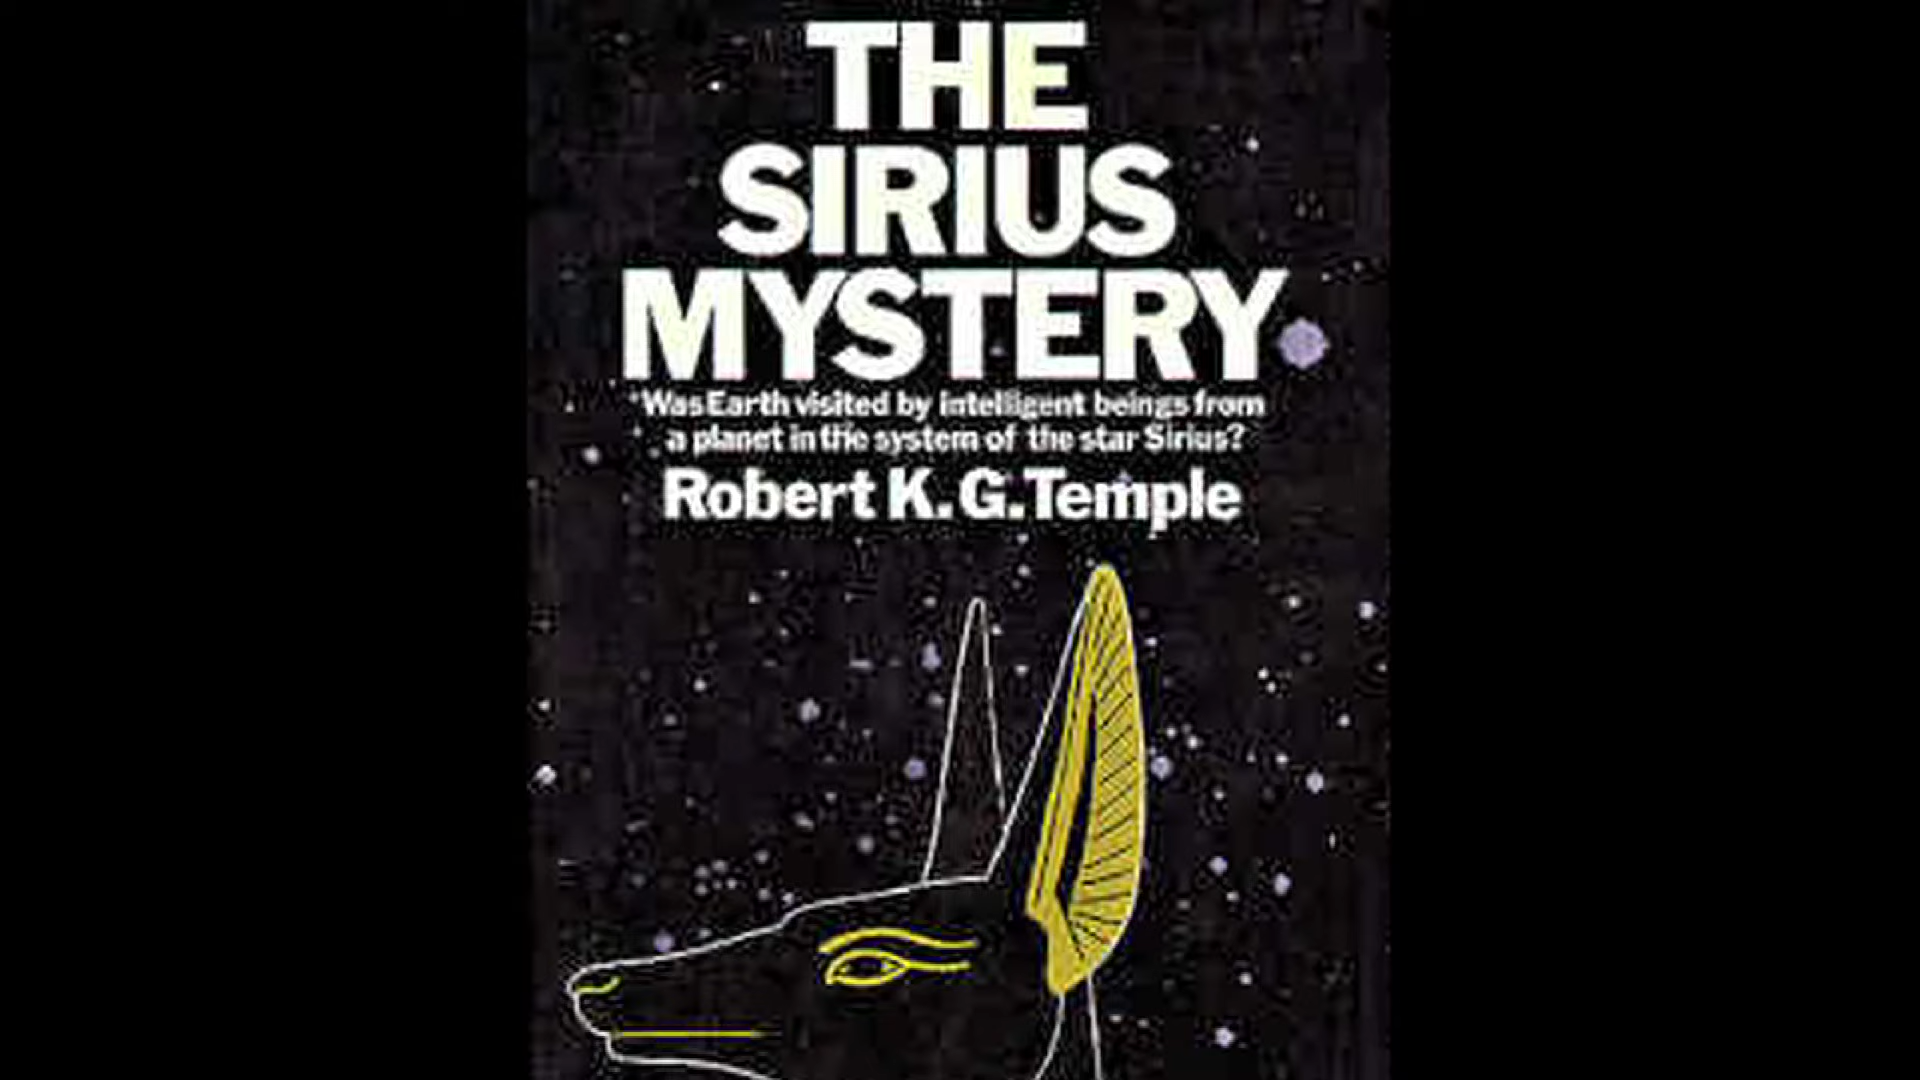 THE
SIRIUS
MYSTERY
Was Earth visited by intelligent beings from
a planet in the system of the star Sirius?
Robert K.G. Temple